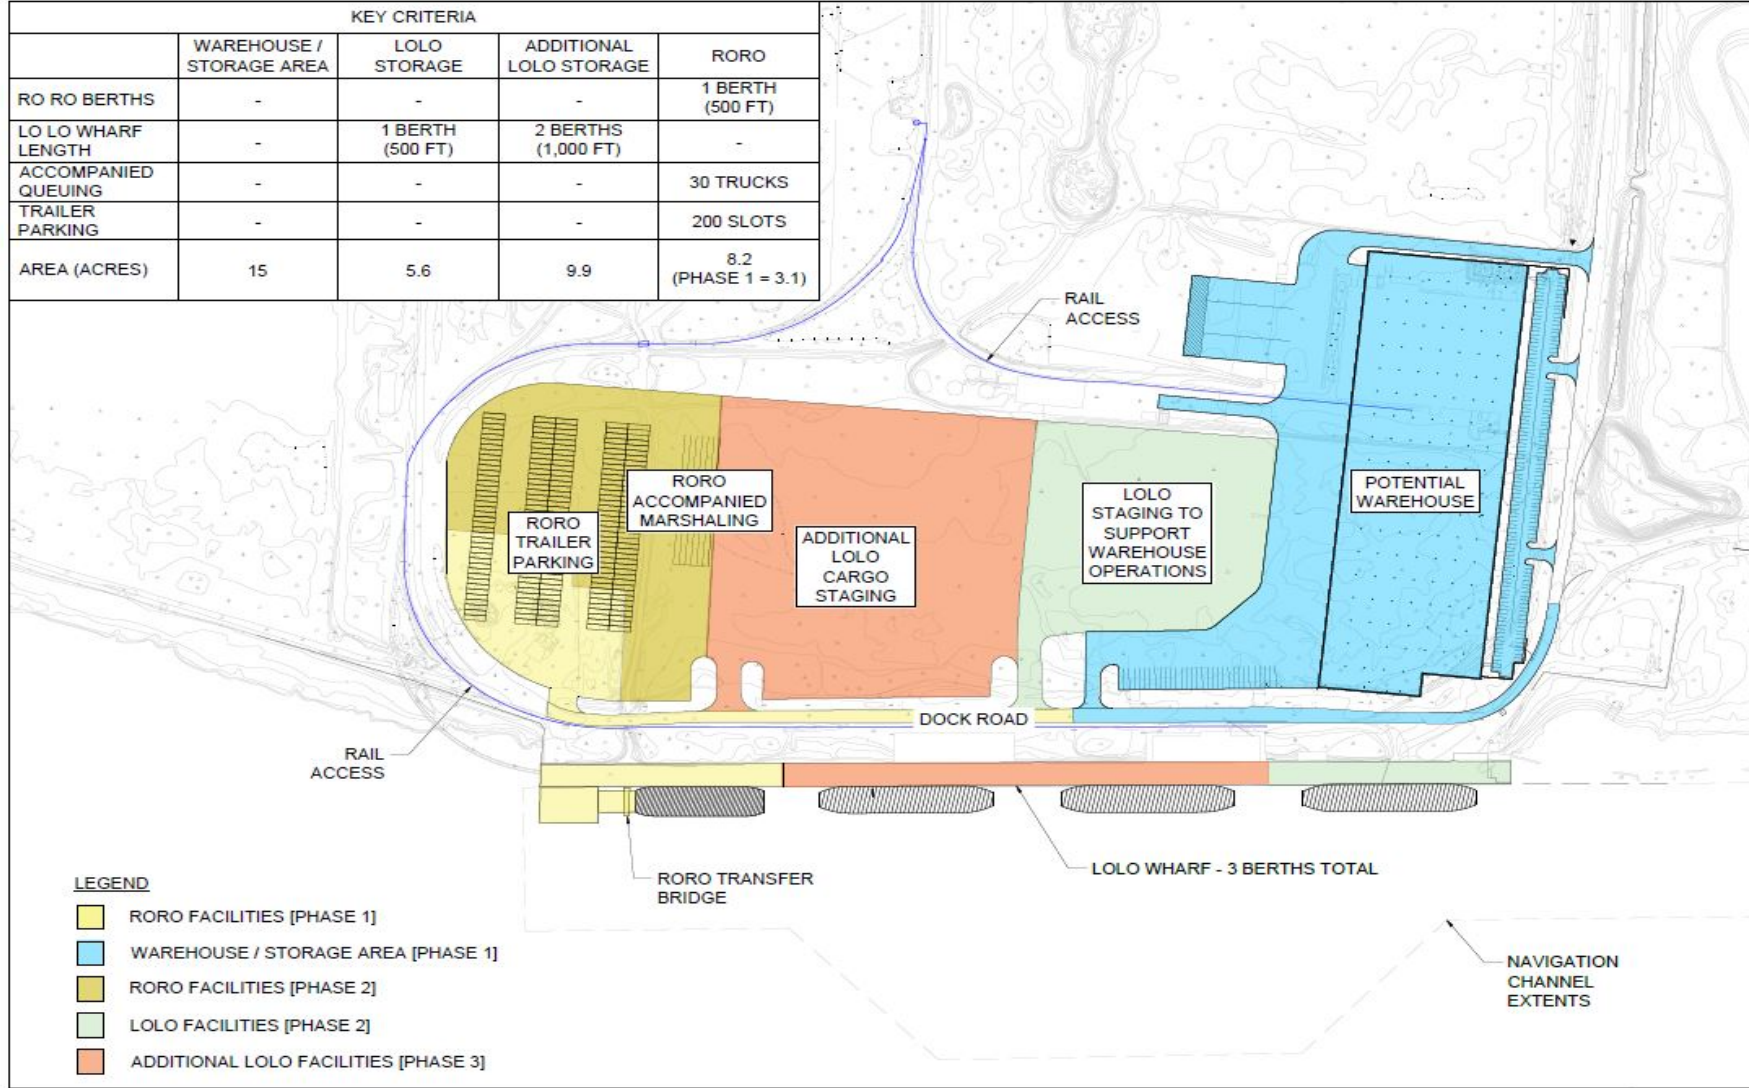 KEY CRITERIA
WAREHOUSE / STORAGE AREA LOLO STORAGE ADDITIONAL LOLO STORAGE RORO
RO RO BERTHS - - - 1 BERTH (500 FT)
LO LO WHARF LENGTH - 1 BERTH (500 FT) 2 BERTHS (1,000 FT) -
ACCOMPANIED QUEUING - - - 30 TRUCKS
TRAILER PARKING - - - 200 SLOTS
AREA (ACRES) 15 5.6 9.9 8.2 (PHASE 1 = 3.1)
RAIL
ACCESS
RORO
ACCOMPANIED
MARSHALING
RORO
TRAILER
PARKING
ADDITIONAL
LOLO
CARGO
STAGING
LOLO
STAGING TO
SUPPORT
WAREHOUSE
OPERATIONS
POTENTIAL
WAREHOUSE
DOCK ROAD
RAIL
ACCESS
RORO TRANSFER
BRIDGE
LOLO WHARF - 3 BERTHS TOTAL
NAVIGATION
CHANNEL
EXTENTS
LEGEND
RORO FACILITIES [PHASE 1]
WAREHOUSE / STORAGE AREA [PHASE 1]
RORO FACILITIES [PHASE 2]
LOLO FACILITIES [PHASE 2]
ADDITIONAL LOLO FACILITIES [PHASE 3]